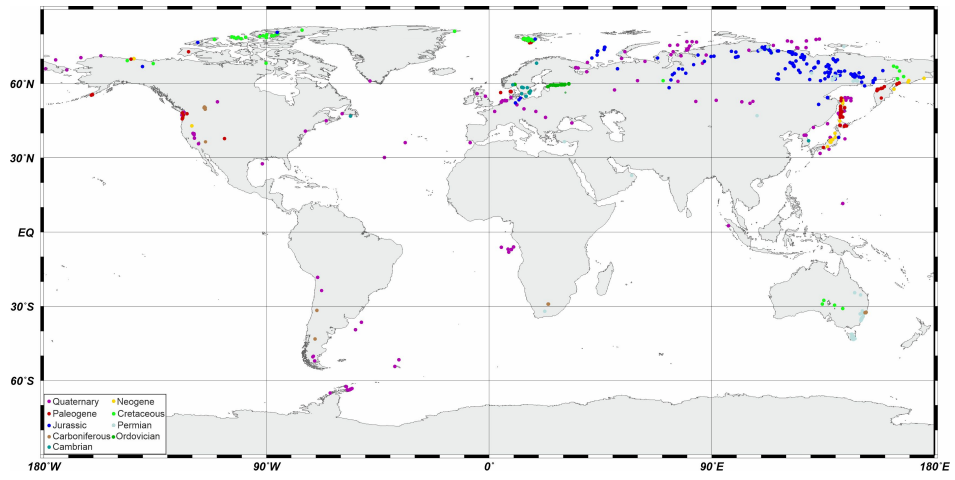 60˚N
30˚N
EQ
30˚S
60˚S
Quaternary
Neogene
Paleogene
Cretaceous
Jurassic
Permian
Carboniferous
Ordovician
Cambrian
180˚W
90˚W
0˚
90˚E
180˚E